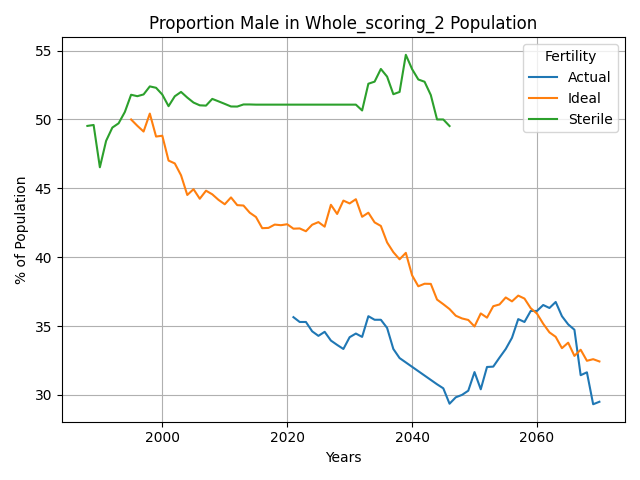 Proportion Male in Whole_scoring_2 Population
Fertility
Actual
Ideal
Sterile
% of Population
55
50
45
40
35
30
2000 2020 2040 2060
Years